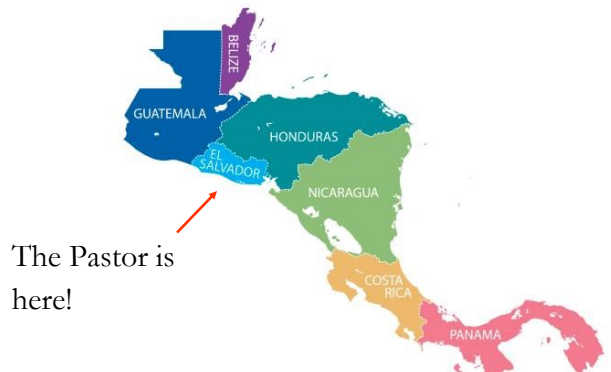 BELIZE
GUATEMALA
HONDURAS
EL
SALVADOR
NICARAGUA
The Pastor is
here!
COSTA
RICA
PANAMA